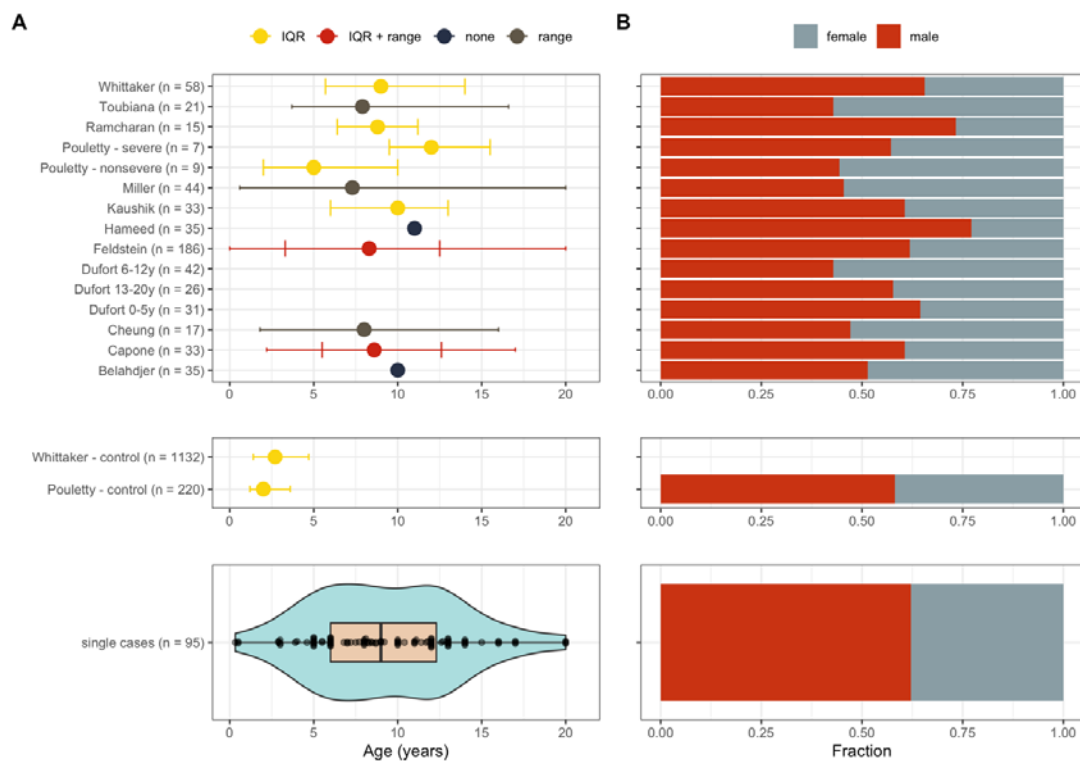 A
IQR IQR + range none range
Whittaker (n = 58)
Toubiana (n = 21)
Ramcharan (n = 15)
Pouletty - severe (n = 7)
Pouletty - nonsevere (n = 9)
Miller (n = 44)
Kaushik (n = 33)
Hameed (n = 35)
Feldstein (n = 186)
Dufort 6-12y (n = 42)
Dufort 13-20y (n = 26)
Dufort 0-5y (n = 31)
Cheung (n = 17)
Capone (n = 33)
Belahdjer (n = 35)
0 5 10 15 20
Whittaker - control (n = 1132)
Pouletty - control (n = 220)
0 5 10 15 20
single cases (n = 95)
0 5 10 15 20
Age (years)
B
female male
0.00 0.25 0.50 0.75 1.00
0.00 0.25 0.50 0.75 1.00
0.00 0.25 0.50 0.75 1.00
Fraction